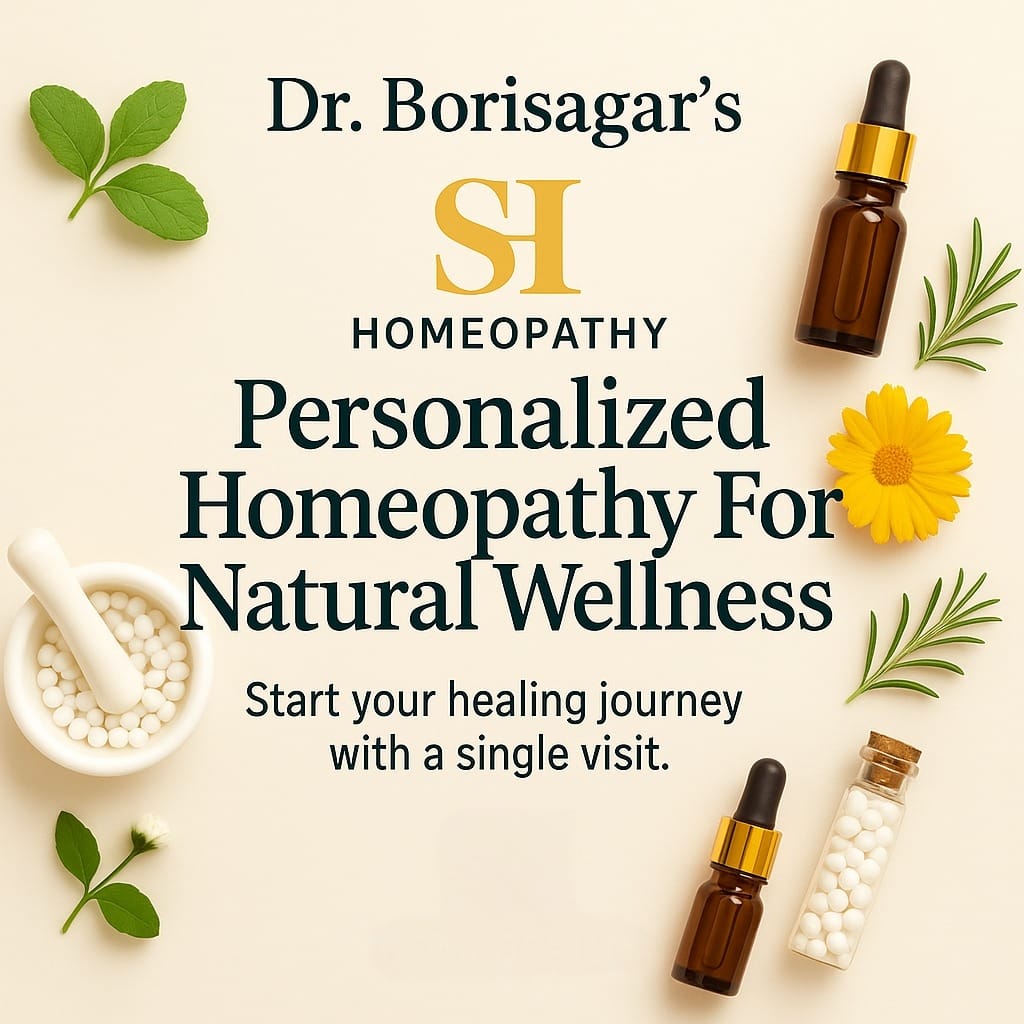 Dr. Borisagar’s
SH
HOMEOPATHY
Personalized
Homeopathy For
Natural Wellness
Start your healing journey
with a single visit.